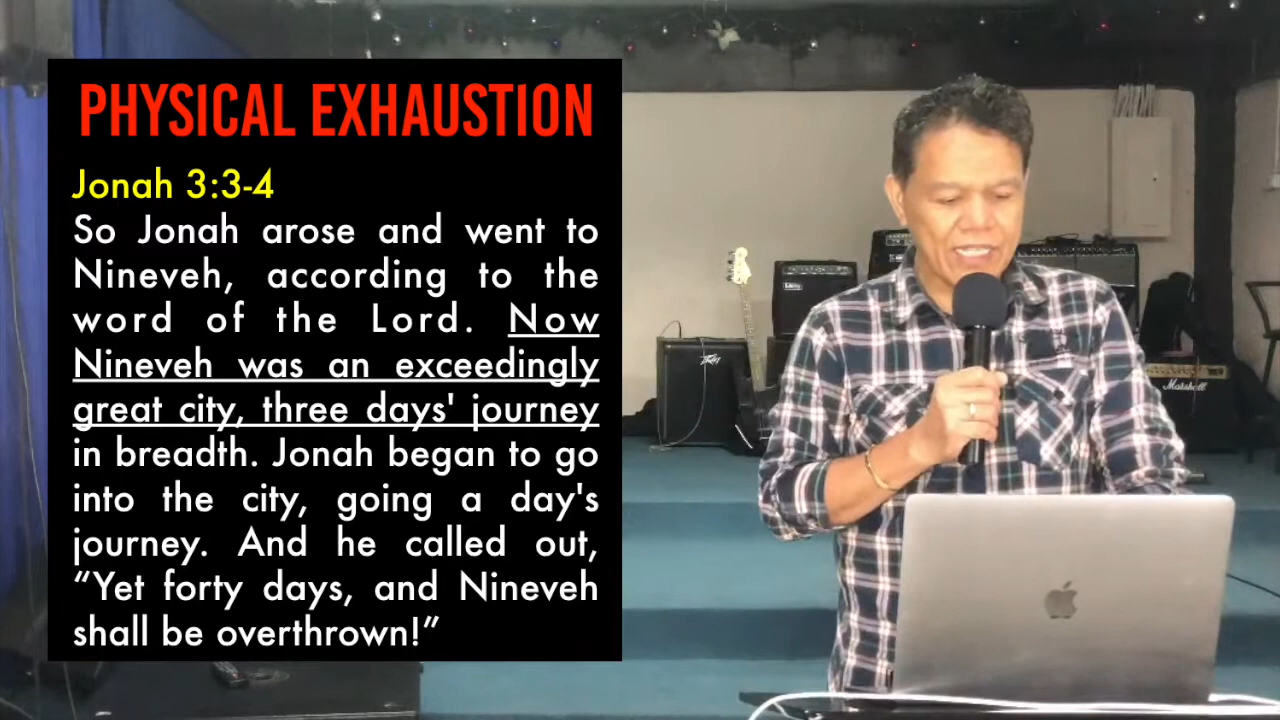 PHYSICAL EXHAUSTION
Jonah 3:3-4
So Jonah arose and went to
Nineveh, according to the
word of the Lord. Now
Nineveh was an exceedingly
great city, three days' journey
in breadth. Jonah began to go
into the city, going a day's
journey. And he called out,
“Yet forty days, and Nineveh
shall be overthrown!”
PEAVEY
Marshall